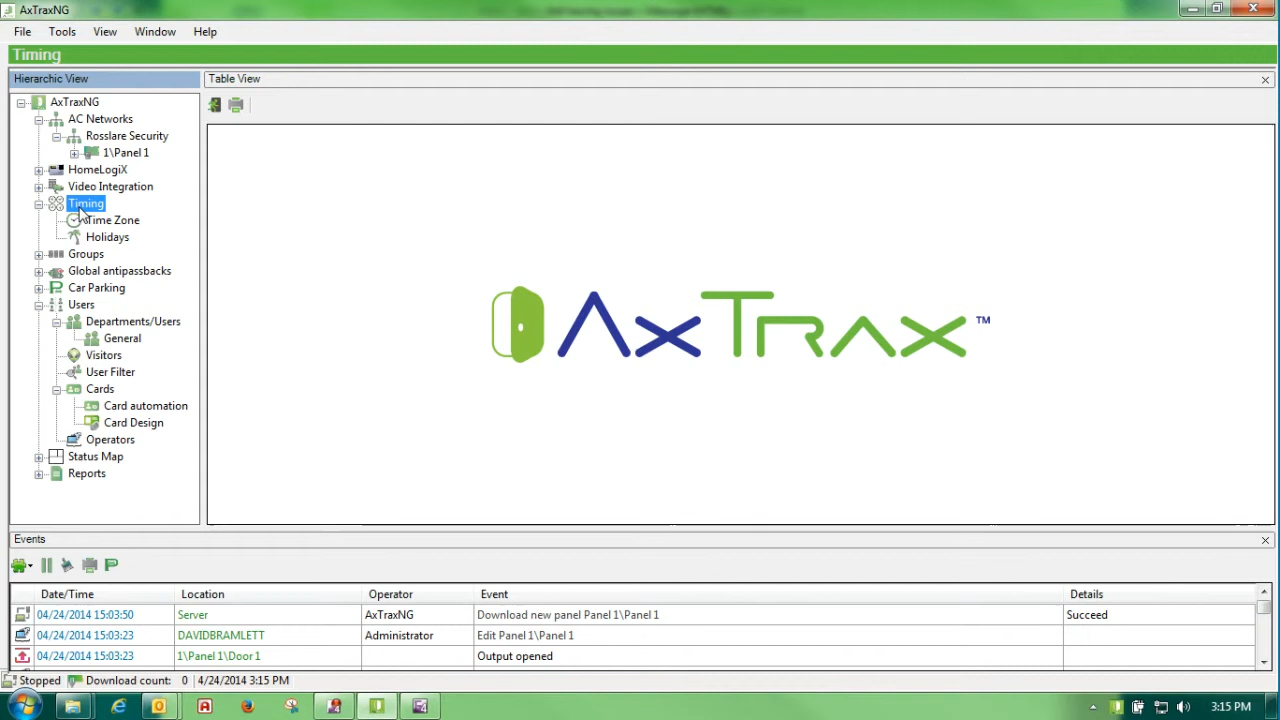 AxTraxNG
File Tools View Window Help
Timing
Hierarchic View
Table View
AxTraxNG
AC Networks
Rosslare Security
1\Panel 1
HomeLogiX
Video Integration
Timing
Time Zone
Holidays
Groups
Global antipassbacks
Car Parking
Users
Departments/Users
General
Visitors
User Filter
Cards
Card automation
Card Design
Operators
Status Map
Reports
AxTrax™
Events
Date/Time Location Operator Event Details
04/24/2014 15:03:50 Server AxTraxNG Download new panel Panel 1\Panel 1 Succeed
04/24/2014 15:03:23 DAVIDBRAMLETT Administrator Edit Panel 1\Panel 1
04/24/2014 15:03:23 1\Panel 1\Door 1 Output opened
Stopped Download count: 0 4/24/2014 3:15 PM
3:15 PM